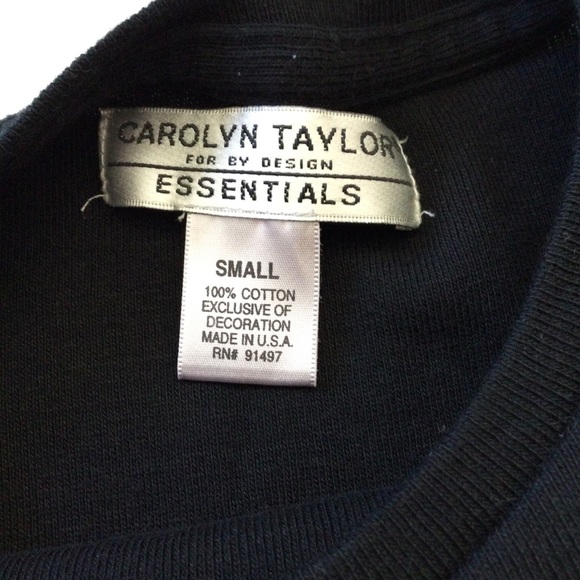 CAROLYN TAYLOR
FOR BY DESIGN
ESSENTIALS
SMALL
100% COTTON
EXCLUSIVE OF
DECORATION
MADE IN U.S.A.
RN# 91497